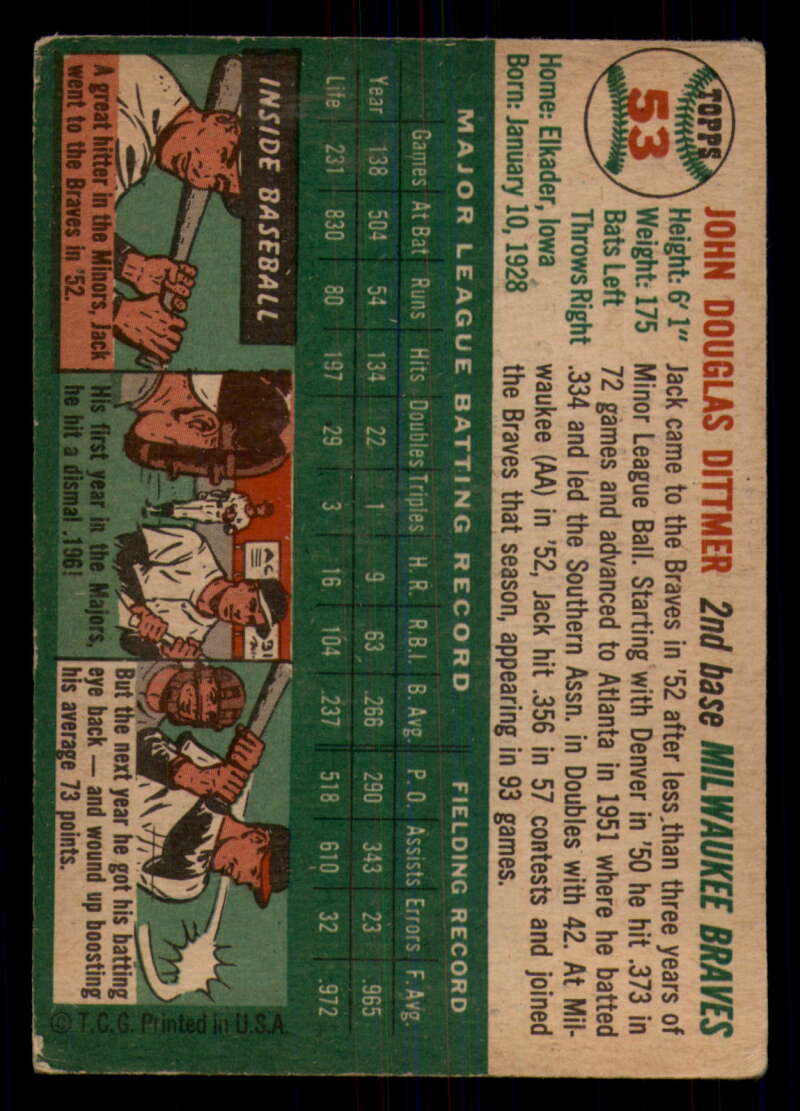 TOPPS
53
JOHN DOUGLAS DITTMER 2nd base MILWAUKEE BRAVES
Height: 6' 1"
Weight: 175
Bats Left
Throws Right
Home: Elkader, Iowa
Born: January 10, 1928
Jack came to the Braves in '52 after less than three years of
Minor League Ball. Starting with Denver in '50 he hit .373 in
72 games and advanced to Atlanta in 1951 where he batted
.334 and led the Southern Assn. in Doubles with 42. At Mil-
waukee (AA) in '52, Jack hit .356 in 57 contests and joined
the Braves that season, appearing in 93 games.
MAJOR LEAGUE BATTING RECORD FIELDING RECORD
Games At Bat Runs Hits Doubles Triples H. R. R.B.I. B. Avg. P. O. Assists Errors F. Avg.
Year 138 504 54 134 22 1 9 63 .266 290 343 23 .965
Life 231 830 80 197 29 3 16 104 .237 518 610 32 .972
INSIDE BASEBALL
A great hitter in the Minors, Jack
went to the Braves in '52.
His first year in the Majors,
he hit a dismal .196!
But the next year he got his batting
eye back — and wound up boosting
his average 73 points.
© T.C.G. Printed in U.S.A.